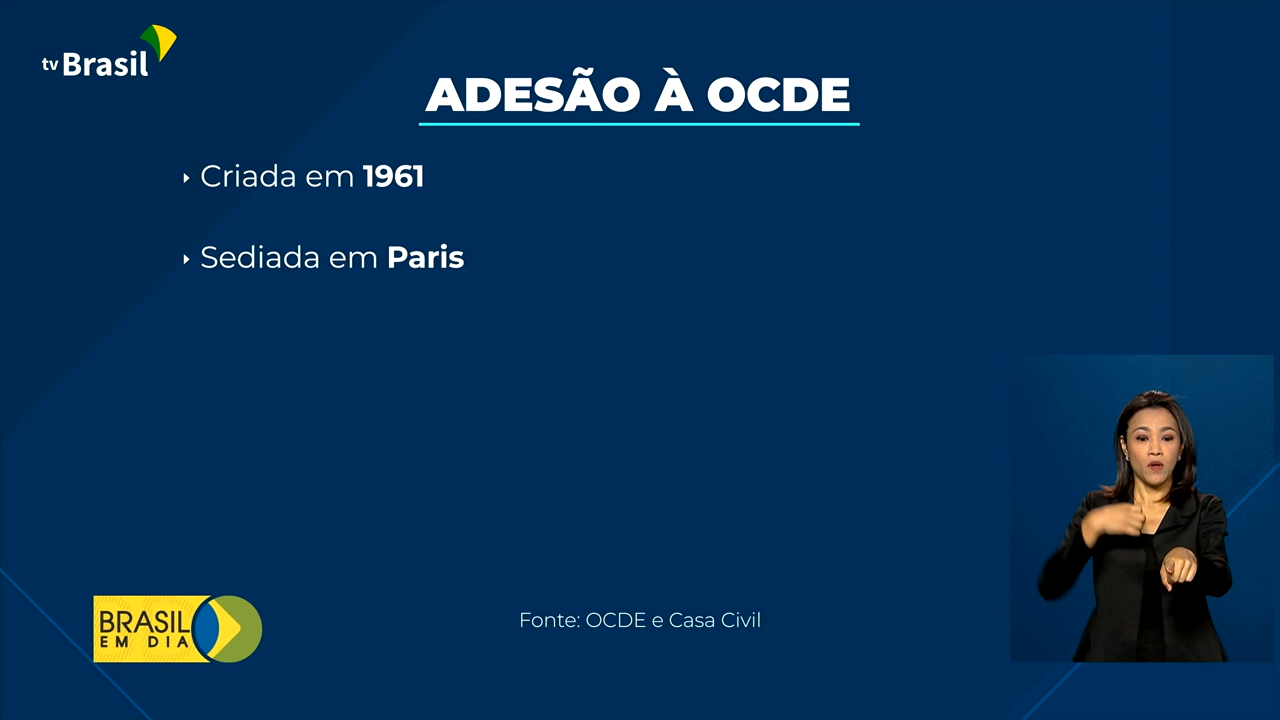 tv Brasil
ADESÃO À OCDE
Criada em 1961
Sediada em Paris
BRASIL
EM DIA
Fonte: OCDE e Casa Civil